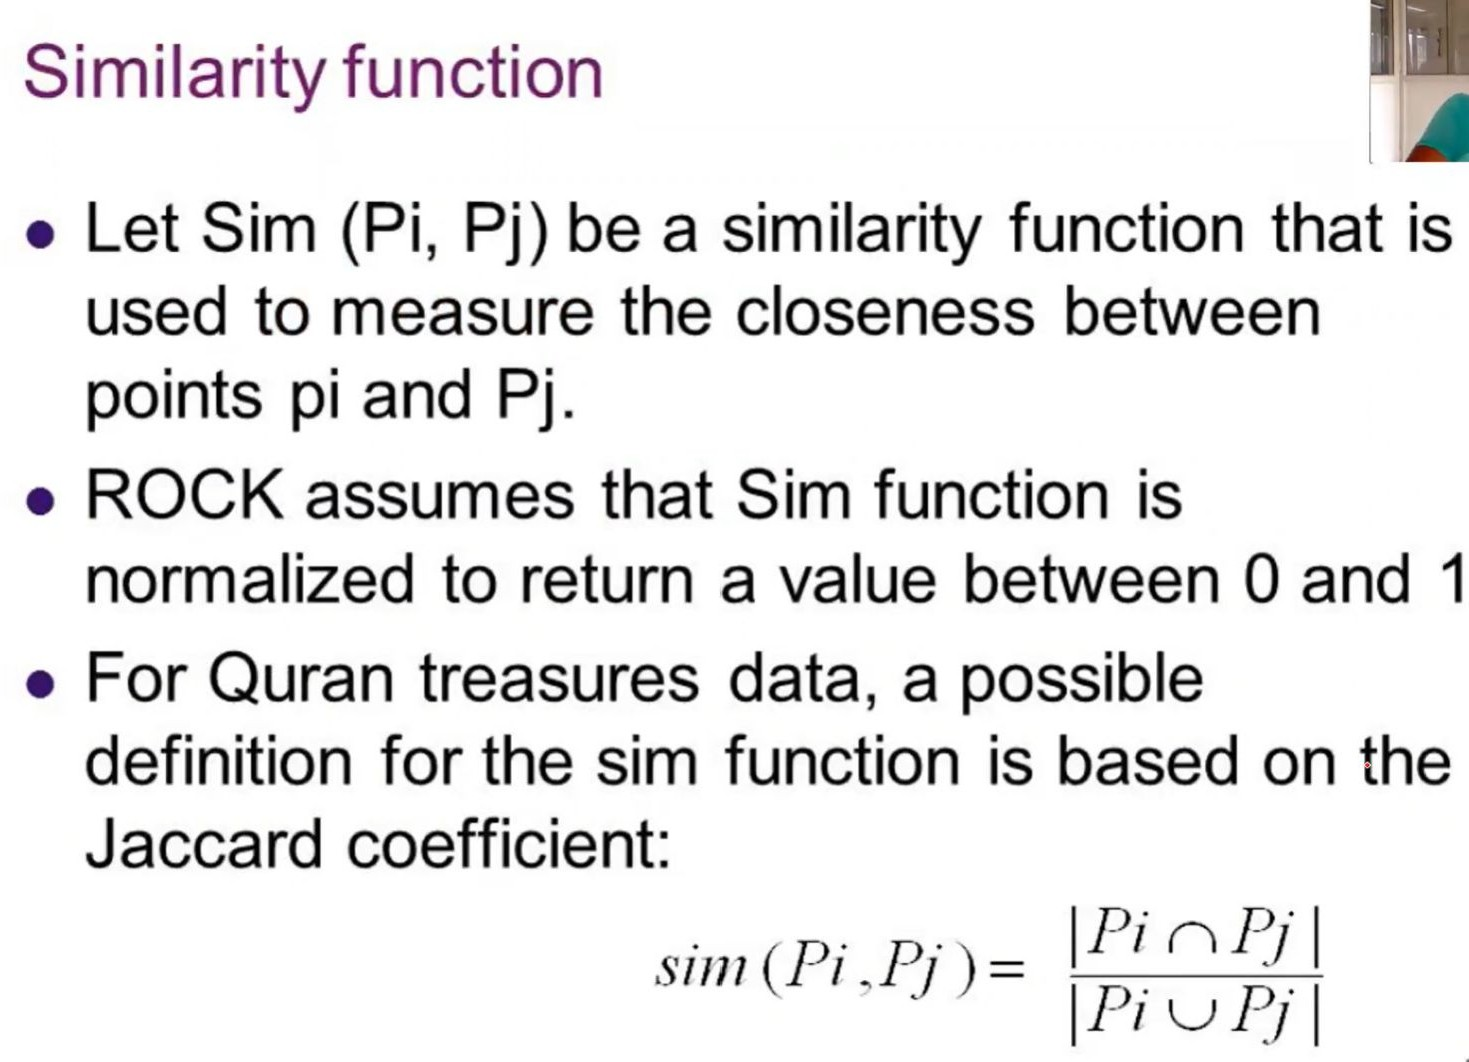 Similarity function
● Let Sim (Pi, Pj) be a similarity function that is
used to measure the closeness between
points pi and Pj.
● ROCK assumes that Sim function is
normalized to return a value between 0 and 1
● For Quran treasures data, a possible
definition for the sim function is based on the
Jaccard coefficient:
sim (Pi ,Pj ) = |Pi ∩ Pj | / |Pi ∪ Pj |